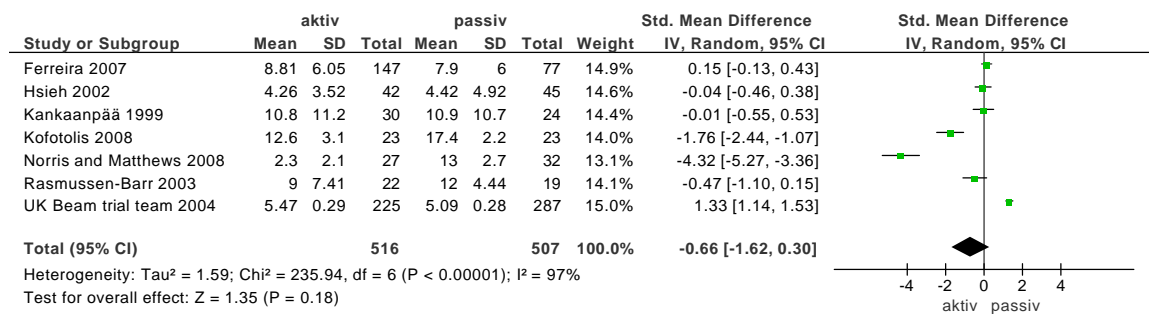 aktiv passiv Std. Mean Difference Std. Mean Difference
Study or Subgroup Mean SD Total Mean SD Total Weight IV, Random, 95% CI IV, Random, 95% CI
Ferreira 2007 8.81 6.05 147 7.9 6 77 14.9% 0.15 [-0.13, 0.43]
Hsieh 2002 4.26 3.52 42 4.42 4.92 45 14.6% -0.04 [-0.46, 0.38]
Kankaanpää 1999 10.8 11.2 30 10.9 10.7 24 14.4% -0.01 [-0.55, 0.53]
Kofotolis 2008 12.6 3.1 23 17.4 2.2 23 14.0% -1.76 [-2.44, -1.07]
Norris and Matthews 2008 2.3 2.1 27 13 2.7 32 13.1% -4.32 [-5.27, -3.36]
Rasmussen-Barr 2003 9 7.41 22 12 4.44 19 14.1% -0.47 [-1.10, 0.15]
UK Beam trial team 2004 5.47 0.29 225 5.09 0.28 287 15.0% 1.33 [1.14, 1.53]
Total (95% CI) 516 507 100.0% -0.66 [-1.62, 0.30]
Heterogeneity: Tau² = 1.59; Chi² = 235.94, df = 6 (P < 0.00001); I² = 97%
Test for overall effect: Z = 1.35 (P = 0.18)
-4 -2 0 2 4
aktiv passiv